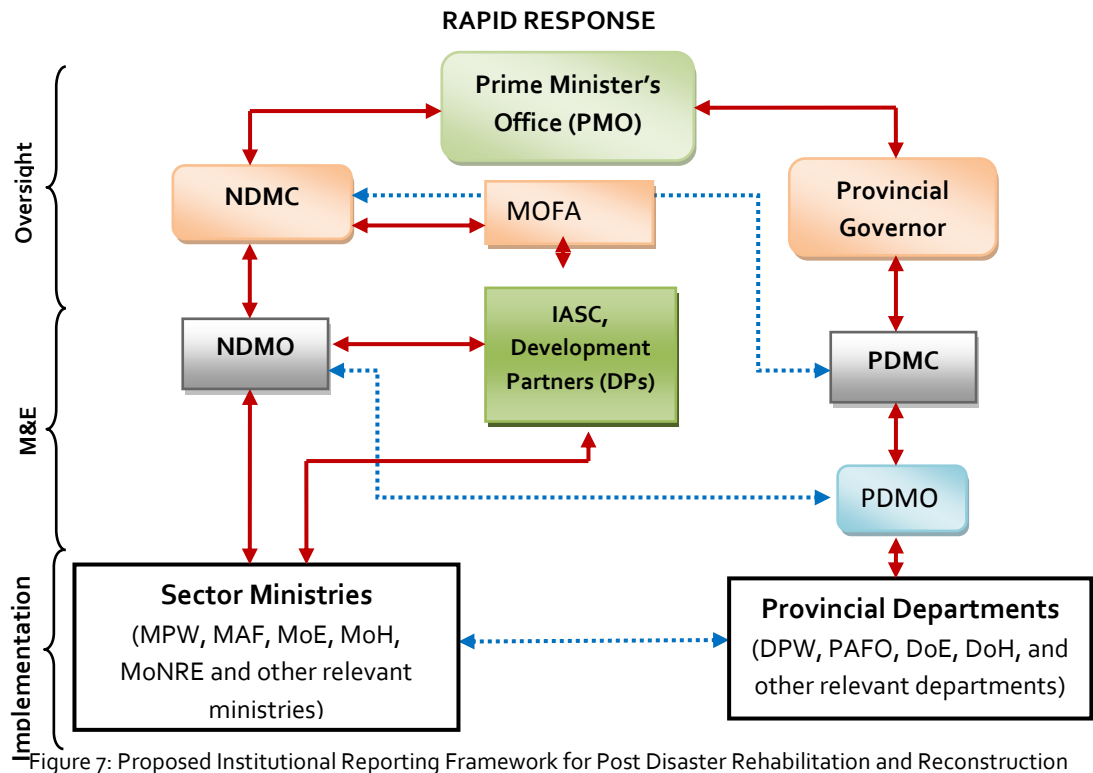 RAPID RESPONSE
Prime Minister's
Office (PMO)
Oversight
NDMC
MOFA
Provincial
Governor
M&E
NDMO
IASC,
Development
Partners (DPs)
PDMC
PDMO
Implementation
Sector Ministries
(MPW, MAF, MoE, MoH,
MoNRE and other relevant
ministries)
Provincial Departments
(DPW, PAFO, DoE, DoH, and
other relevant departments)
Figure 7: Proposed Institutional Reporting Framework for Post Disaster Rehabilitation and Reconstruction